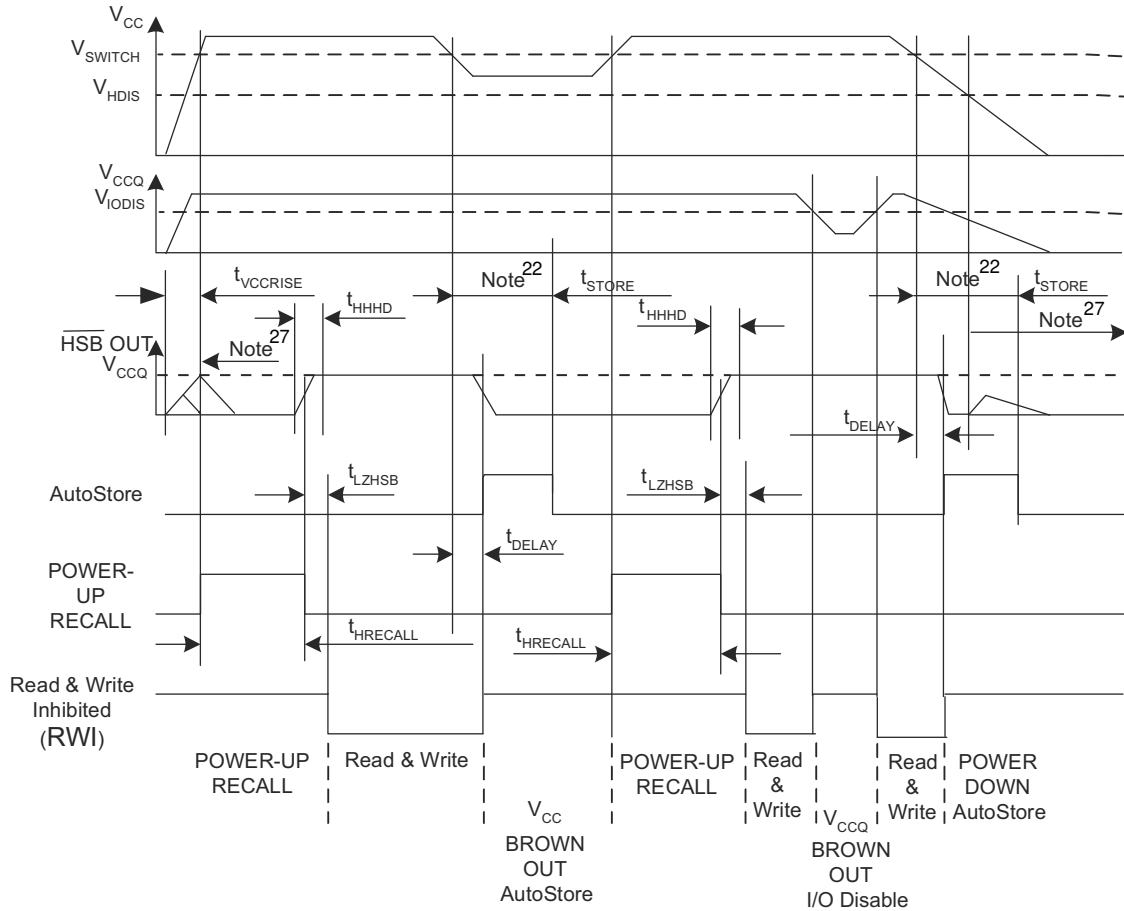 VCC
VSWITCH
VHDIS
VCCQ
VIODIS
tVCCRISE
Note22
tSTORE
Note22
tSTORE
tHHHD
tHHHD
Note27
HSB OUT
Note27
VCCQ
tDELAY
tLZHSB
tLZHSB
AutoStore
tDELAY
POWER-
UP
RECALL
tHRECALL
tHRECALL
Read & Write
Inhibited
(RWI)
POWER-UP
RECALL
Read & Write
VCC
BROWN
OUT
AutoStore
POWER-UP
RECALL
Read
&
Write
VCCQ
BROWN
OUT
I/O Disable
Read
&
Write
POWER
DOWN
AutoStore